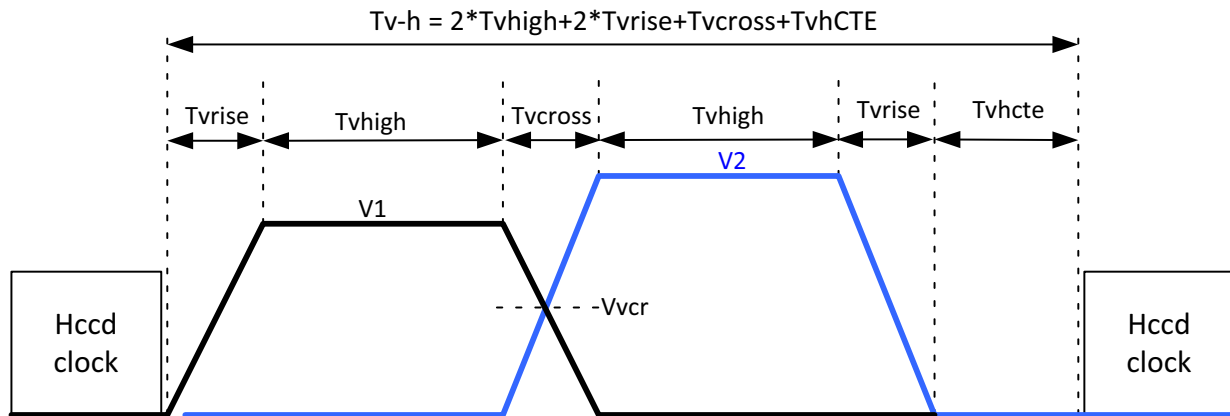 Tv-h = 2*Tvhigh+2*Tvrise+Tvcross+TvhCTE
Tvrise
Tvhigh
Tvcross
Tvhigh
Tvrise
Tvhcte
V1
V2
Vvcr
Hccd
clock
Hccd
clock